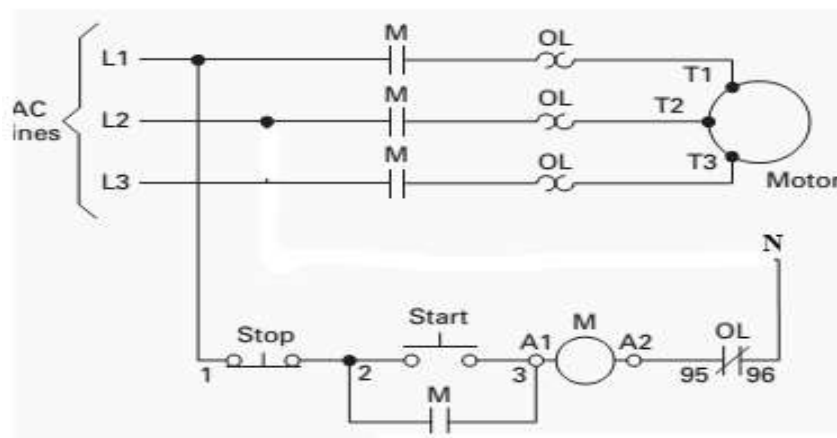 M
OL
L1
T1
AC
ines
M
OL
T2
L2
M
OL
T3
L3
Motor
N
Stop
Start
A1
M
A2
OL
1
2
3
95
96
M